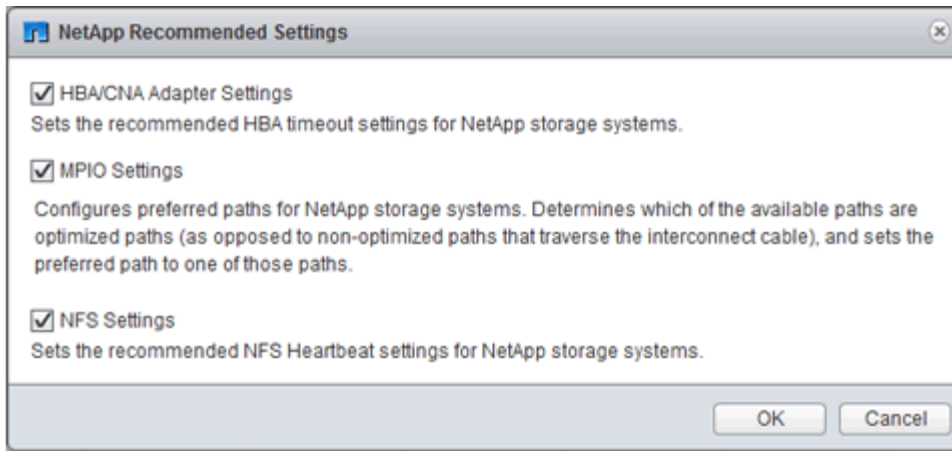 NetApp Recommended Settings
HBA/CNA Adapter Settings
Sets the recommended HBA timeout settings for NetApp storage systems.
MPIO Settings
Configures preferred paths for NetApp storage systems. Determines which of the available paths are
optimized paths (as opposed to non-optimized paths that traverse the interconnect cable), and sets the
preferred path to one of those paths.
NFS Settings
Sets the recommended NFS Heartbeat settings for NetApp storage systems.
OK
Cancel